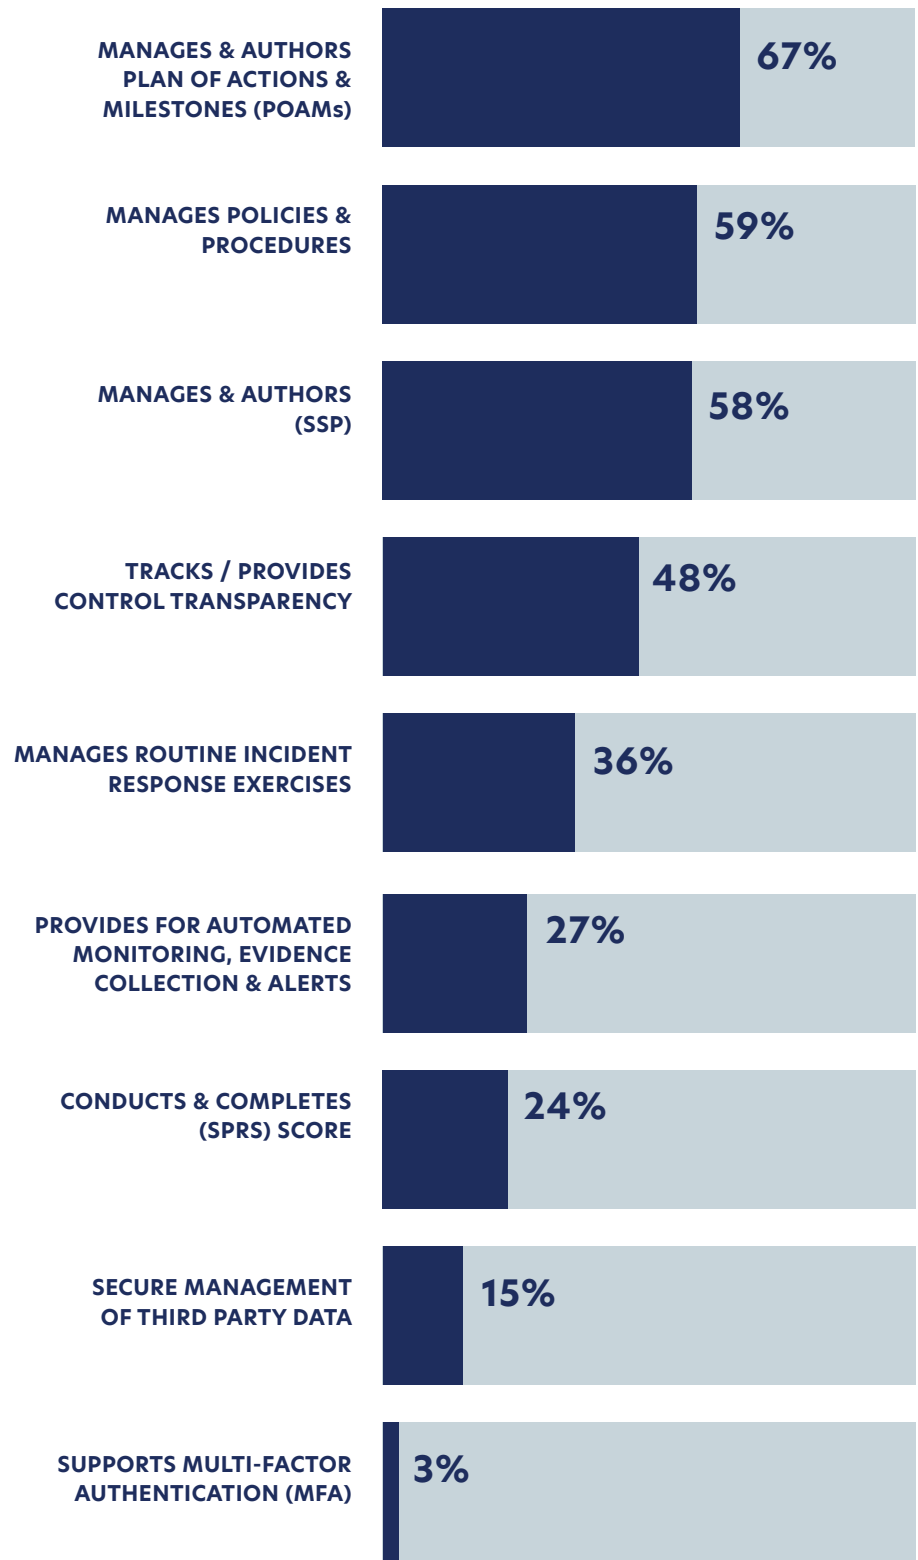 MANAGES & AUTHORS
PLAN OF ACTIONS &
MILESTONES (POAMs)
67%
MANAGES POLICIES &
PROCEDURES
59%
MANAGES & AUTHORS
(SSP)
58%
TRACKS / PROVIDES
CONTROL TRANSPARENCY
48%
MANAGES ROUTINE INCIDENT
RESPONSE EXERCISES
36%
PROVIDES FOR AUTOMATED
MONITORING, EVIDENCE
COLLECTION & ALERTS
27%
CONDUCTS & COMPLETES
(SPRS) SCORE
24%
SECURE MANAGEMENT
OF THIRD PARTY DATA
15%
SUPPORTS MULTI-FACTOR
AUTHENTICATION (MFA)
3%